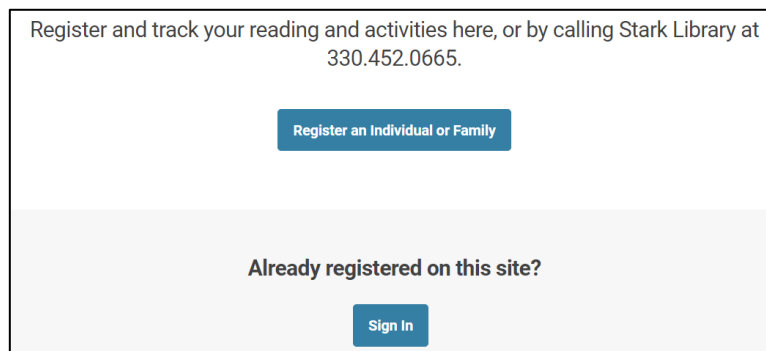 Register and track your reading and activities here, or by calling Stark Library at
330.452.0665.
Register an Individual or Family
Already registered on this site?
Sign In